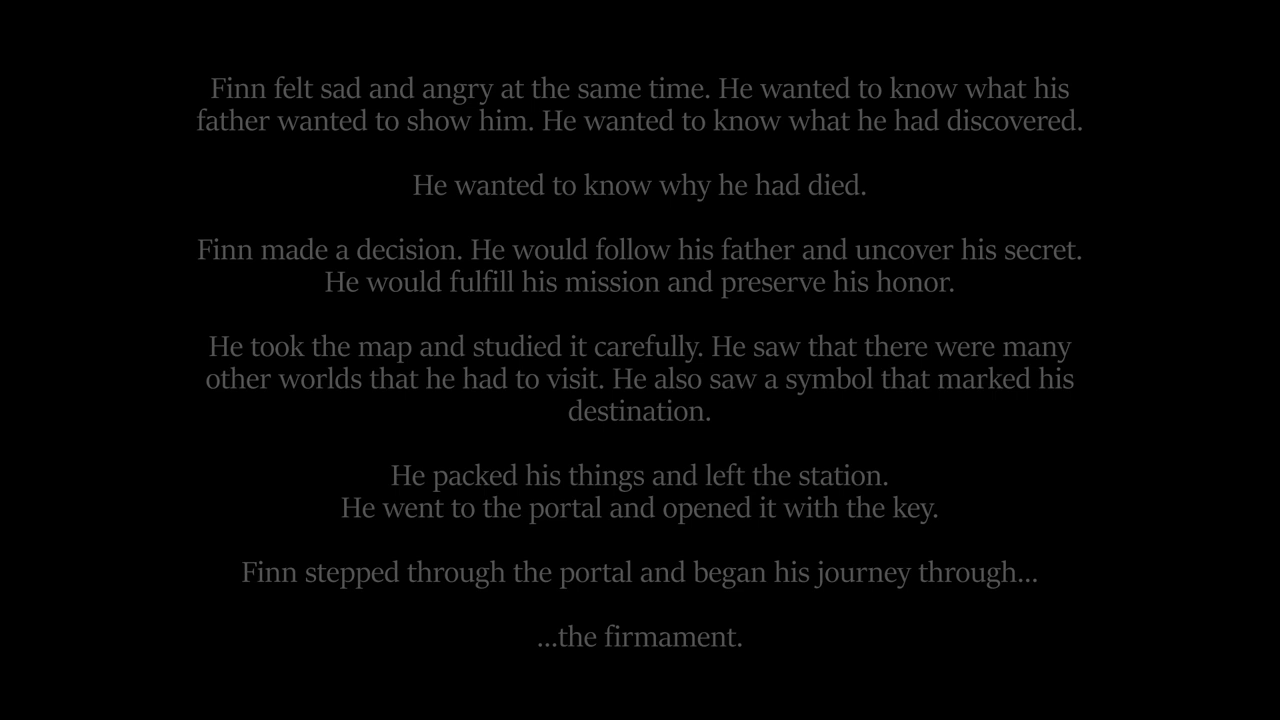 Finn felt sad and angry at the same time. He wanted to know what his
father wanted to show him. He wanted to know what he had discovered.
He wanted to know why he had died.
Finn made a decision. He would follow his father and uncover his secret.
He would fulfill his mission and preserve his honor.
He took the map and studied it carefully. He saw that there were many
other worlds that he had to visit. He also saw a symbol that marked his
destination.
He packed his things and left the station.
He went to the portal and opened it with the key.
Finn stepped through the portal and began his journey through...
...the firmament.